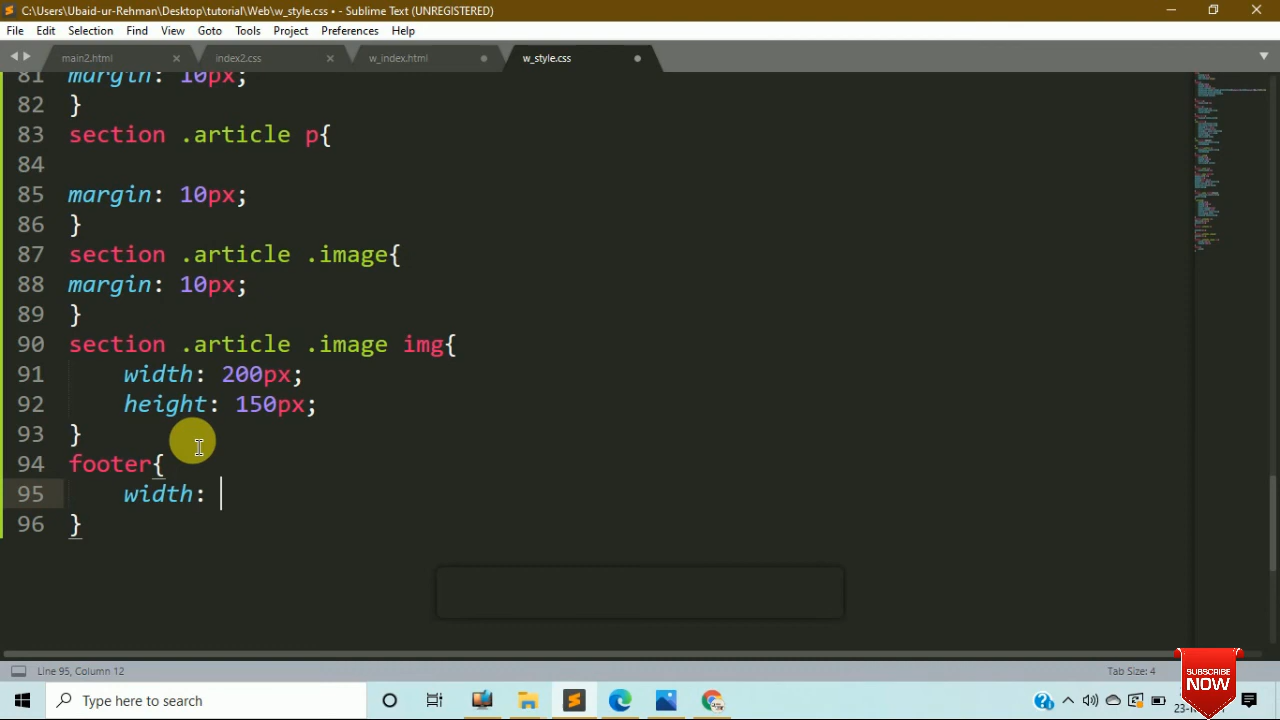 C:\Users\Ubaid-ur-Rehman\Desktop\tutorial\Web\w_style.css • - Sublime Text (UNREGISTERED)
File Edit Selection Find View Goto Tools Project Preferences Help
main2.html index2.css w_index.html w_style.css
81 margin: 10px;
82 }
83 section .article p{
84
85 margin: 10px;
86 }
87 section .article .image{
88 margin: 10px;
89 }
90 section .article .image img{
91 width: 200px;
92 height: 150px;
93 }
94 footer{
95 width:
96 }
Line 95, Column 12
Tab Size: 4
Type here to search
SUBSCRIBE
NOW